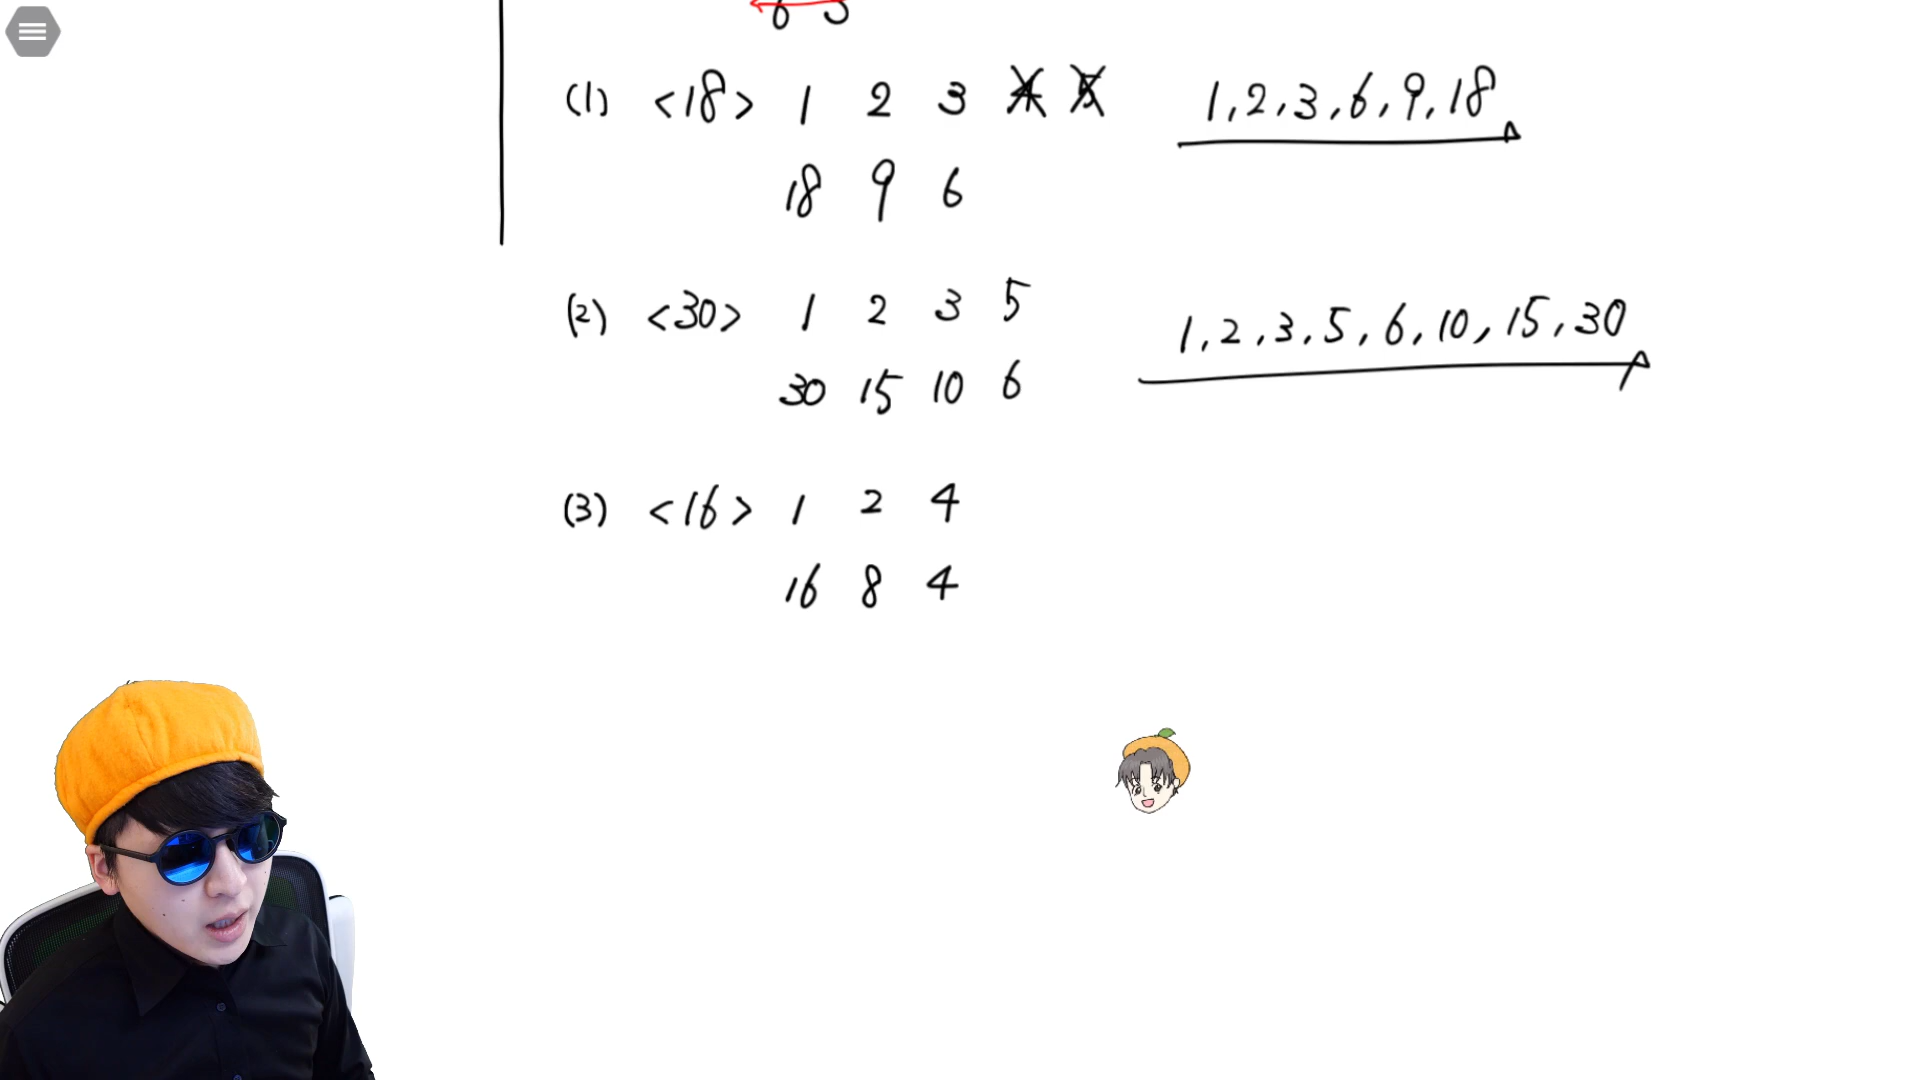 6 5
(1) <18> 1 2 3 4 5 1, 2, 3, 6, 9, 18
18 9 6
(2) <30> 1 2 3 5 1, 2, 3, 5, 6, 10, 15, 30
30 15 10 6
(3) <16> 1 2 4
16 8 4